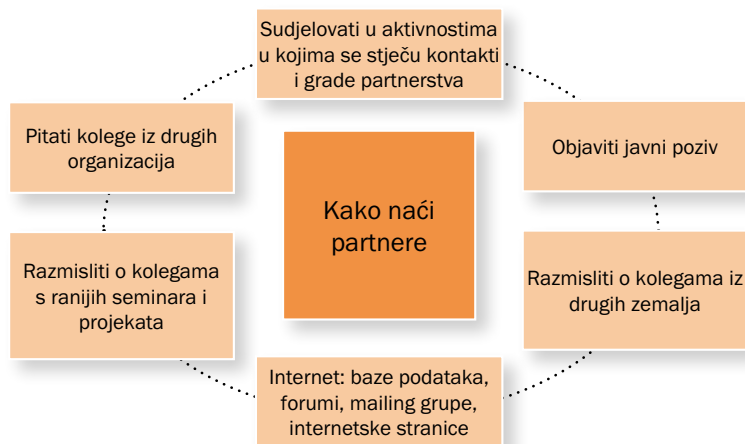 Sudjelovati u aktivnostima
u kojima se stječu kontakti
i grade partnerstva
Pitati kolege iz drugih
organizacija
Objaviti javni poziv
Kako naći
partnere
Razmisliti o kolegama
s ranijih seminara i
projekata
Razmisliti o kolegama iz
drugih zemalja
Internet: baze podataka,
forumi, mailing grupe,
internetske stranice